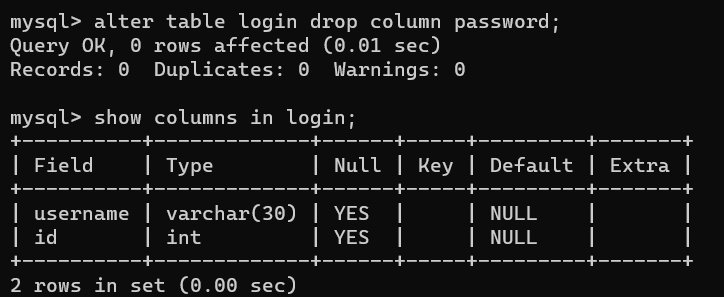 mysql> alter table login drop column password;
Query OK, 0 rows affected (0.01 sec)
Records: 0  Duplicates: 0  Warnings: 0

mysql> show columns in login;
+----------+-------------+------+-----+---------+-------+
| Field    | Type        | Null | Key | Default | Extra |
+----------+-------------+------+-----+---------+-------+
| username | varchar(30) | YES  |     | NULL    |       |
| id       | int         | YES  |     | NULL    |       |
+----------+-------------+------+-----+---------+-------+
2 rows in set (0.00 sec)